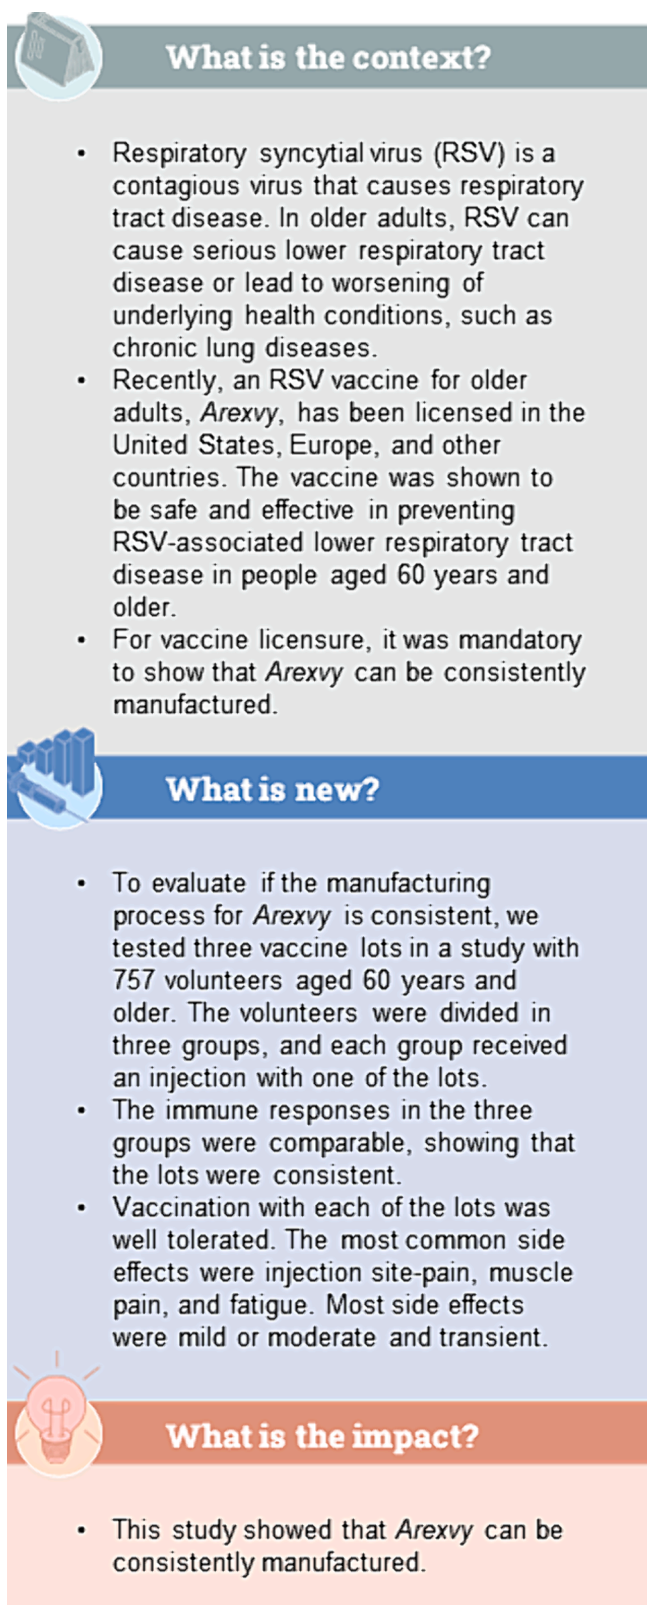 What is the context?
• Respiratory syncytial virus (RSV) is a
contagious virus that causes respiratory
tract disease. In older adults, RSV can
cause serious lower respiratory tract
disease or lead to worsening of
underlying health conditions, such as
chronic lung diseases.
• Recently, an RSV vaccine for older
adults, Arexvy, has been licensed in the
United States, Europe, and other
countries. The vaccine was shown to
be safe and effective in preventing
RSV-associated lower respiratory tract
disease in people aged 60 years and
older.
• For vaccine licensure, it was mandatory
to show that Arexvy can be consistently
manufactured.
What is new?
• To evaluate if the manufacturing
process for Arexvy is consistent, we
tested three vaccine lots in a study with
757 volunteers aged 60 years and
older. The volunteers were divided in
three groups, and each group received
an injection with one of the lots.
• The immune responses in the three
groups were comparable, showing that
the lots were consistent.
• Vaccination with each of the lots was
well tolerated. The most common side
effects were injection site-pain, muscle
pain, and fatigue. Most side effects
were mild or moderate and transient.
What is the impact?
• This study showed that Arexvy can be
consistently manufactured.